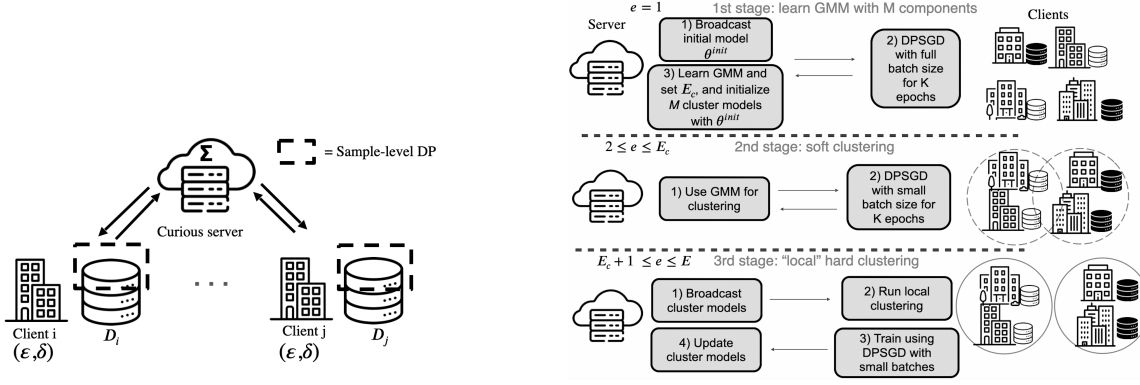 Σ
= Sample-level DP
Curious server
. . .
Client i
(ε,δ)
D_i
Client j
(ε,δ)
D_j
e = 1
1st stage: learn GMM with M components
Server
Clients
1) Broadcast
initial model
θ^{init}
2) DPSGD
with full
batch size
for K
epochs
3) Learn GMM and
set E_c, and initialize
M cluster models
with θ^{init}
2 ≤ e ≤ E_c
2nd stage: soft clustering
1) Use GMM for
clustering
2) DPSGD
with small
batch size for
K epochs
E_c + 1 ≤ e ≤ E
3rd stage: “local” hard clustering
1) Broadcast
cluster models
2) Run local
clustering
4) Update
cluster models
3) Train using
DPSGD with
small batches